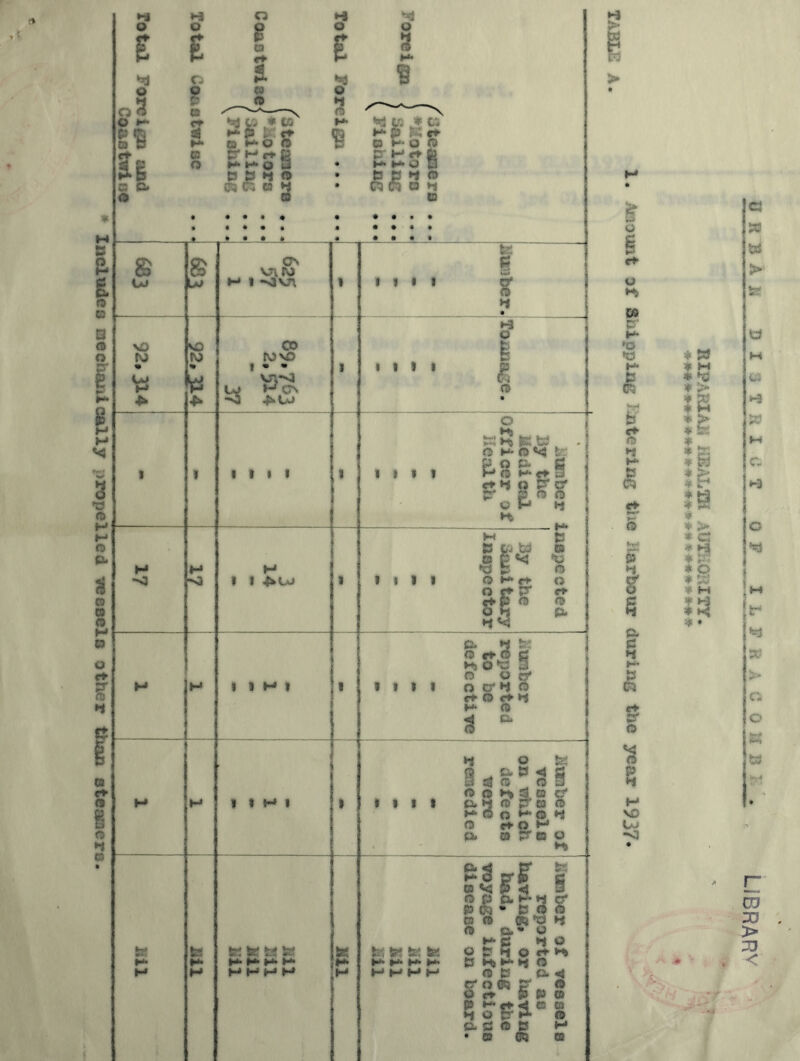 LIBRARY
URBAN DISTRICT OF ILFRACOMBE.
RIPARIAN HEALTH AUTHORITY.
*************************
TABLE A.
1. Amount of Shipping Entering the Harbour during the year 1937.
Number. Tonnage. Number Inspected By the Medical Officer of Health By the Sanitary Inspector Number reported to be defective Number of vessels on which defects were remedied Number of vessels reported having, or having had, during the voyage infectious disease on board.
Foreign
Steamers ... - - - - - - Nil
* Motors ... - - - - - - Nil
Sailing ... - - - - - - Nil
Fishing ... - - - - - - Nil
Total Foreign ... - - - - - - Nil
Coastwise
Steamers ... 625 89,763 - 3 - - Nil
* Motors ... 57 2,514 - 14 1 1 Nil
Sailing ... - - - - - - Nil
Fishing ... 1 37 - - - - Nil
Total Coastwise ... 683 92,314 - 17 1 1 Nil
Total Foreign and Coastwise 683 92,314 - 17 1 1 Nil
* Includes mechanically propelled vessels other than steamers.